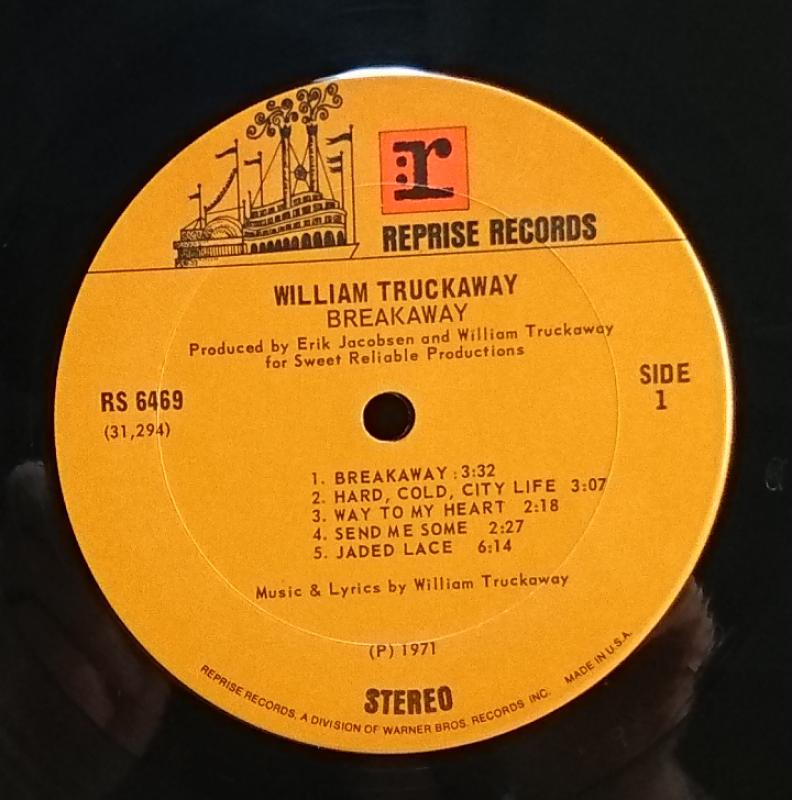 r
REPRISE RECORDS
WILLIAM TRUCKAWAY
BREAKAWAY
Produced by Erik Jacobsen and William Truckaway
for Sweet Reliable Productions
RS 6469
(31,294)
SIDE
1
1. BREAKAWAY : 3:32
2. HARD, COLD, CITY LIFE 3:07
3. WAY TO MY HEART 2:18
4. SEND ME SOME 2:27
5. JADED LACE 6:14
Music & Lyrics by William Truckaway
(P) 1971
STEREO
REPRISE RECORDS, A DIVISION OF WARNER BROS. RECORDS INC. MADE IN U.S.A.